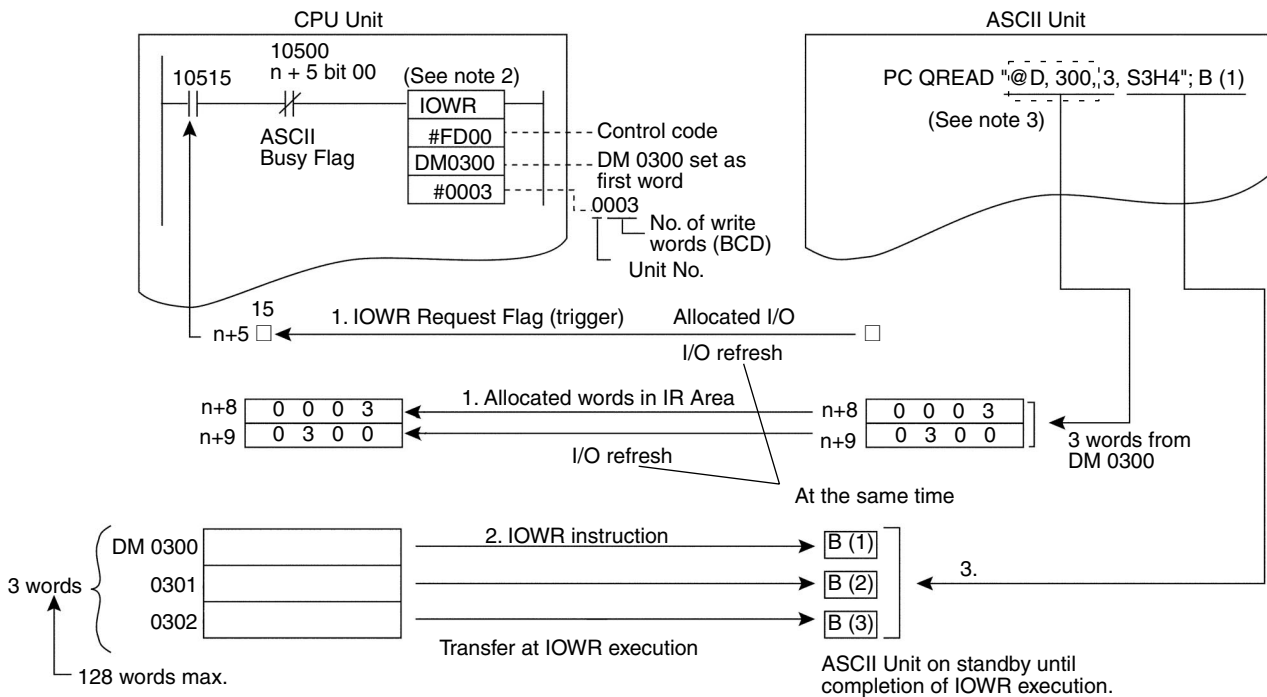 CPU Unit
ASCII Unit
10500
n + 5 bit 00
10515
(See note 2)
IOWR
#FD00
DM0300
#0003
ASCII
Busy Flag
Control code
DM 0300 set as
first word
0003
No. of write
words (BCD)
Unit No.
PC QREAD "@D, 300, 3, S3H4"; B (1)
(See note 3)
15
n+5
1. IOWR Request Flag (trigger)
Allocated I/O
I/O refresh
1. Allocated words in IR Area
n+8 0 0 0 3
n+9 0 3 0 0
n+8 0 0 0 3
n+9 0 3 0 0
I/O refresh
3 words from
DM 0300
At the same time
3 words
DM 0300
0301
0302
128 words max.
2. IOWR instruction
Transfer at IOWR execution
B (1)
B (2)
B (3)
3.
ASCII Unit on standby until
completion of IOWR execution.